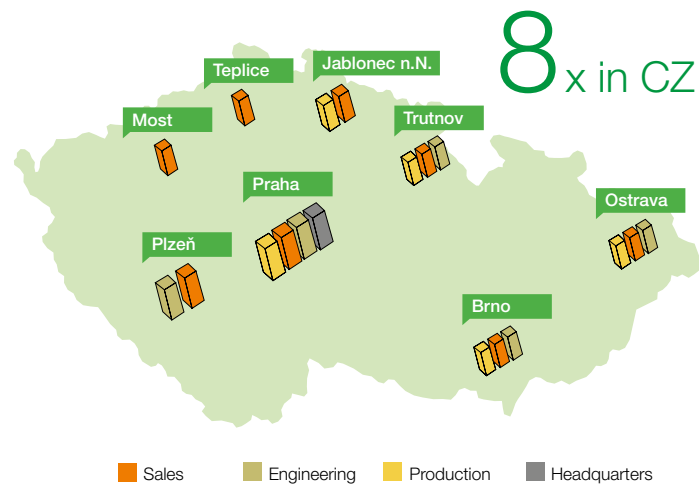 8 x in CZ
Teplice
Jablonec n.N.
Most
Trutnov
Praha
Ostrava
Plzeň
Brno
Sales
Engineering
Production
Headquarters